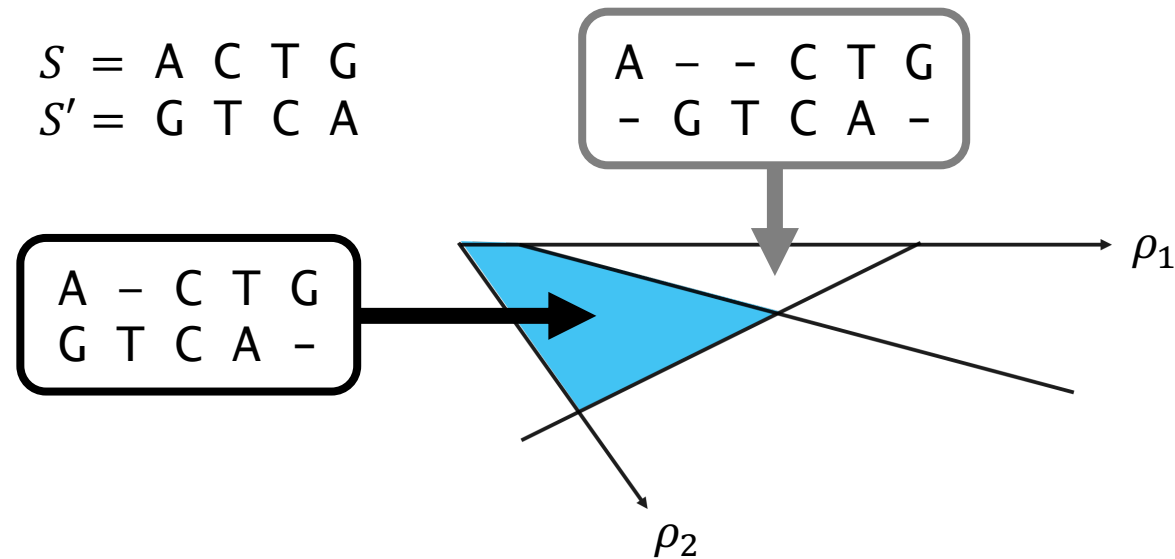 S = A C T G
S′ = G T C A
A – – C T G
– G T C A –
A – C T G
G T C A –
ρ₁
ρ₂